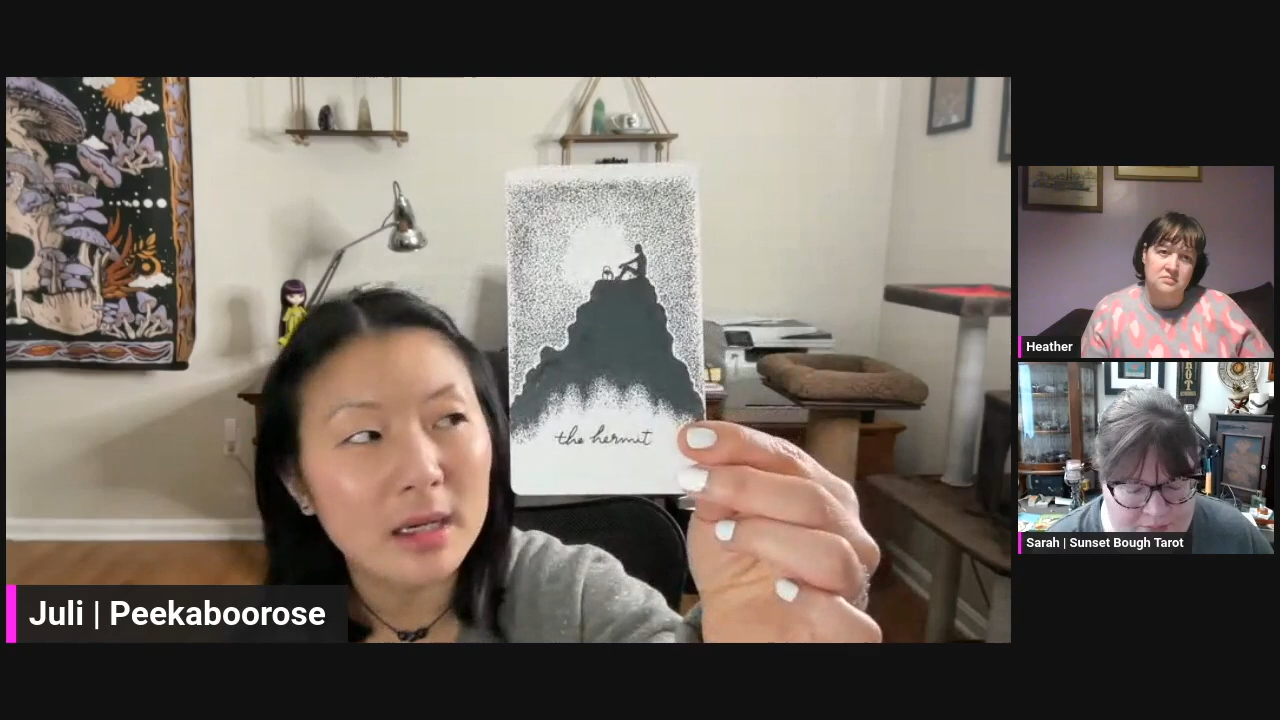 the hermit
Juli | Peekaboorose
Heather
Sarah | Sunset Bough Tarot